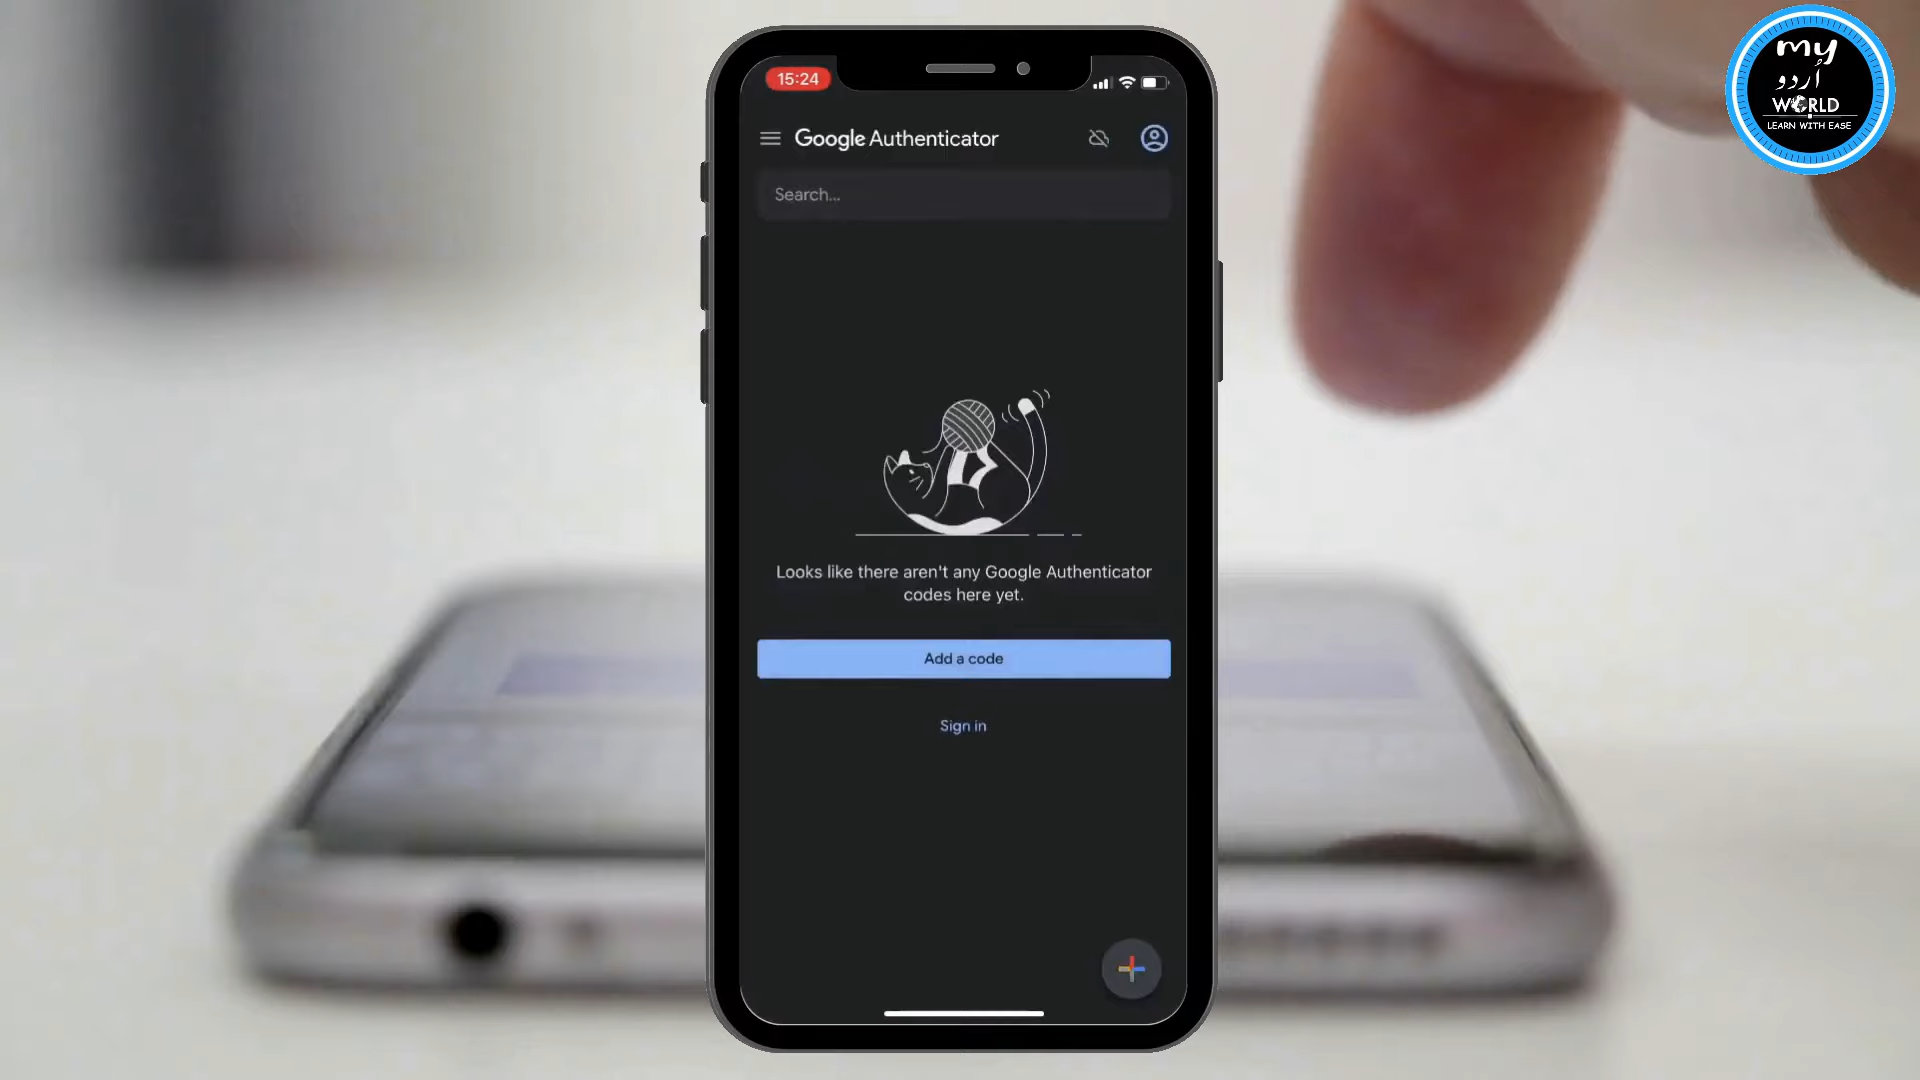 15:24
Google Authenticator
Search...
Looks like there aren't any Google Authenticator
codes here yet.
Add a code
Sign in
my
اُردو
WORLD
LEARN WITH EASE